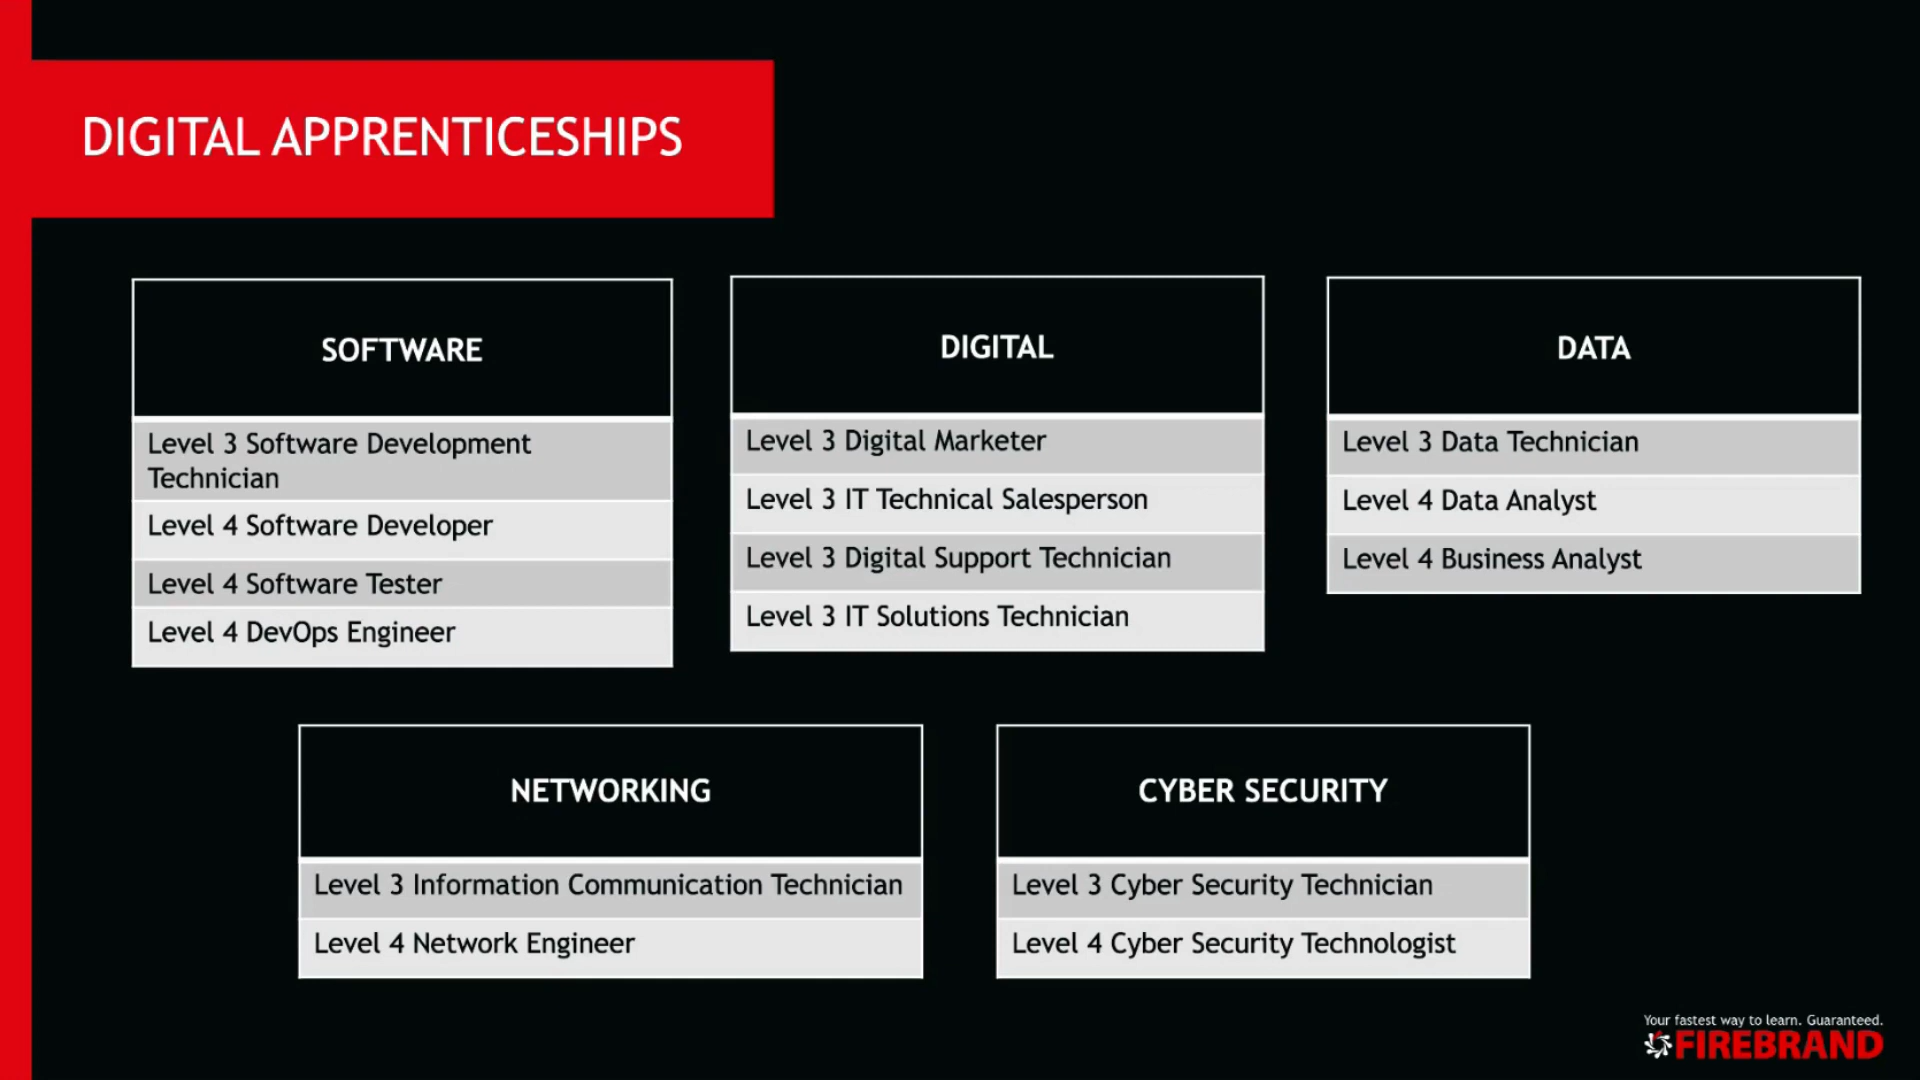 DIGITAL APPRENTICESHIPS
SOFTWARE
Level 3 Software Development
Technician
Level 4 Software Developer
Level 4 Software Tester
Level 4 DevOps Engineer
DIGITAL
Level 3 Digital Marketer
Level 3 IT Technical Salesperson
Level 3 Digital Support Technician
Level 3 IT Solutions Technician
DATA
Level 3 Data Technician
Level 4 Data Analyst
Level 4 Business Analyst
NETWORKING
Level 3 Information Communication Technician
Level 4 Network Engineer
CYBER SECURITY
Level 3 Cyber Security Technician
Level 4 Cyber Security Technologist
Your fastest way to learn. Guaranteed.
FIREBRAND